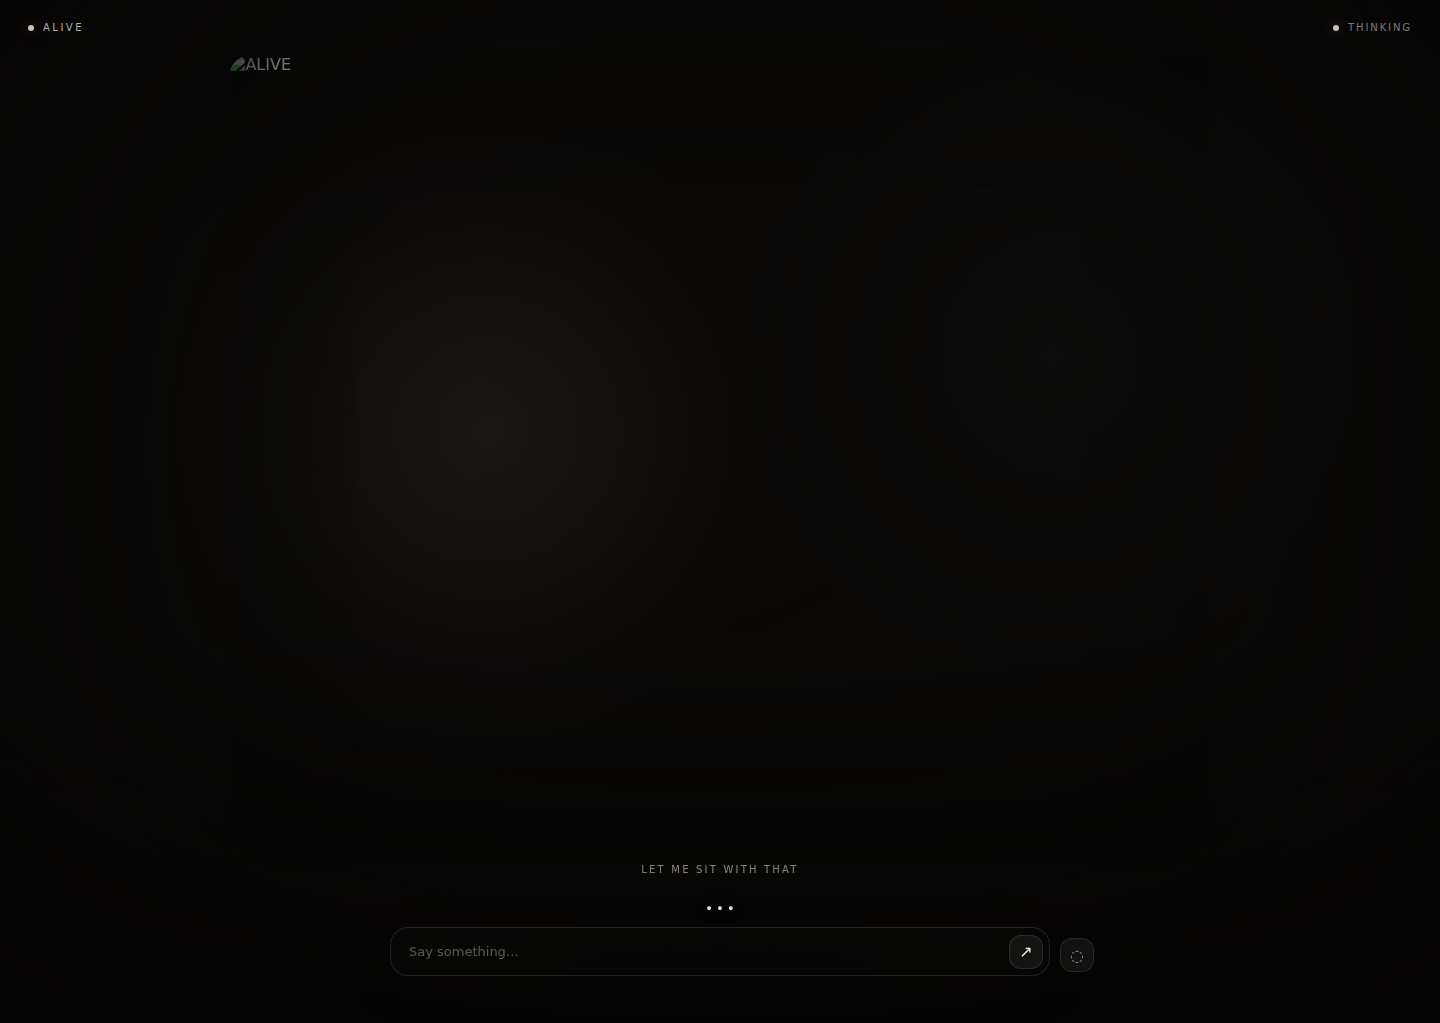 ALIVE
THINKING
ALIVE
LET ME SIT WITH THAT
•••
Say something...
↗